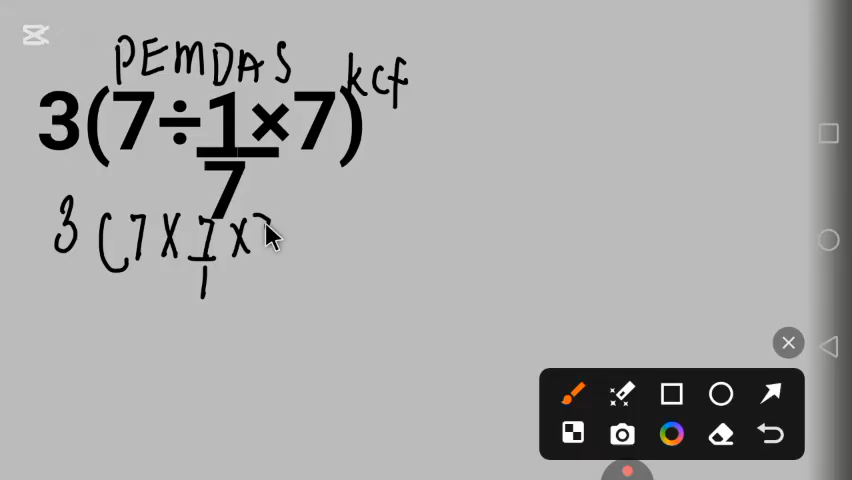 PEMDAS
kcf
3(7÷1×7)
7
3 (7 X 7 X 7
1